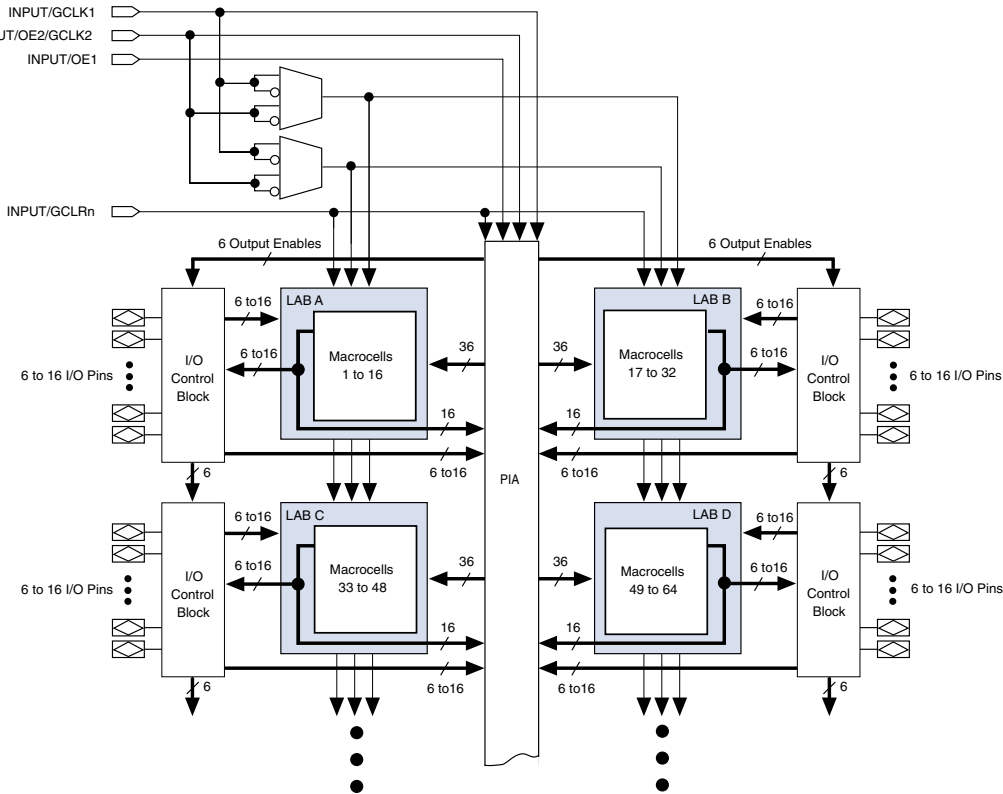 INPUT/GCLK1
UT/OE2/GCLK2
INPUT/OE1
INPUT/GCLRn
6 Output Enables
6 Output Enables
LAB A
LAB B
6 to16
6 to16
6 to16
36
36
6 to16
I/O
Control
Block
Macrocells
1 to 16
Macrocells
17 to 32
I/O
Control
Block
6 to 16 I/O Pins
6 to 16 I/O Pins
16
16
6 to16
6 to16
6
PIA
6
LAB C
LAB D
6 to16
6 to16
6 to16
36
36
6 to16
I/O
Control
Block
Macrocells
33 to 48
Macrocells
49 to 64
I/O
Control
Block
6 to 16 I/O Pins
6 to 16 I/O Pins
16
16
6 to16
6 to16
6
6